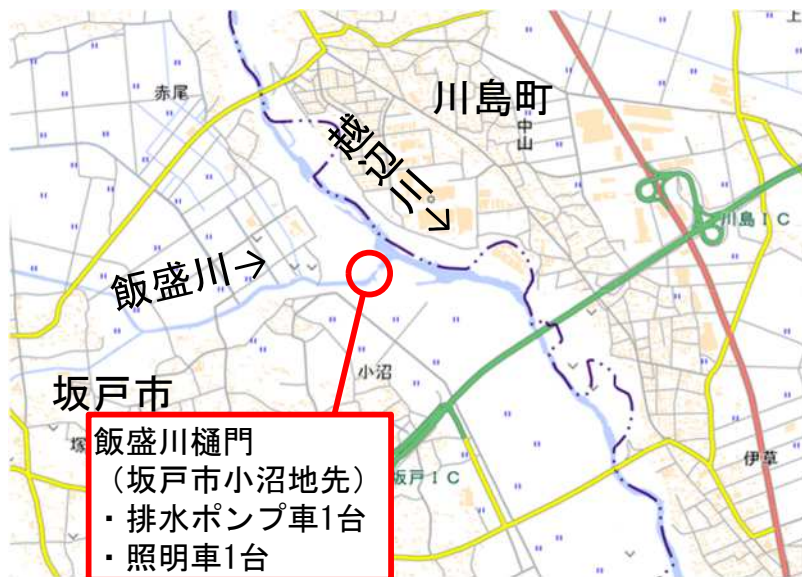 上
赤尾
川島町
中山
越辺川→
川島IC
飯盛川→
小沼
坂戸市
塚
飯盛川樋門
（坂戸市小沼地先）
・排水ポンプ車1台
・照明車1台
坂戸IC
伊草